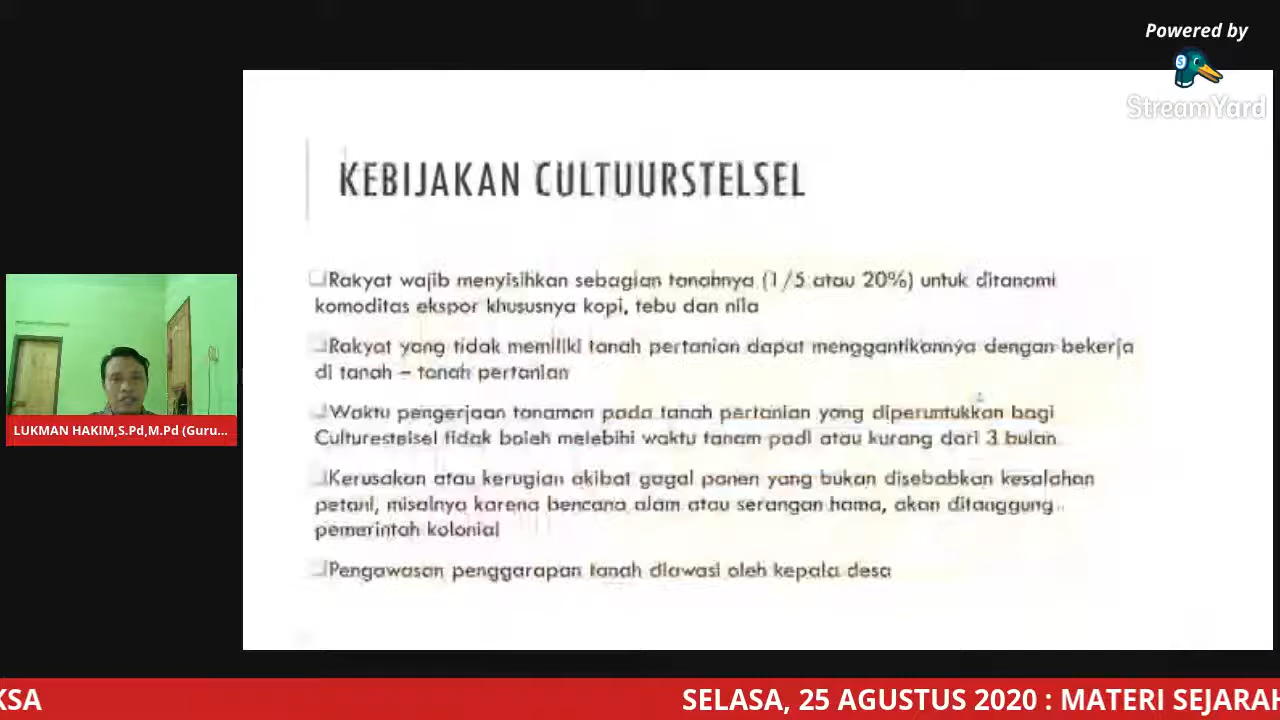 Powered by
StreamYard
KEBIJAKAN CULTUURSTELSEL
Rakyat wajib menyisihkan sebagian tanahnya (1/5 atau 20%) untuk ditanami
komoditas ekspor khususnya kopi, tebu dan nila
Rakyat yang tidak memiliki tanah pertanian dapat menggantikannya dengan bekerja
di tanah – tanah pertanian
Waktu pengerjaan tanaman pada tanah pertanian yang diperuntukkan bagi
Culturestelsel tidak boleh melebihi waktu tanam padi atau kurang dari 3 bulan
Kerusakan atau kerugian akibat gagal panen yang bukan disebabkan kesalahan
petani, misalnya karena bencana alam atau serangan hama, akan ditanggung
pemerintah kolonial
Pengawasan penggarapan tanah diawasi oleh kepala desa
LUKMAN HAKIM,S.Pd,M.Pd (Guru...
KSA
SELASA, 25 AGUSTUS 2020 : MATERI SEJARAH